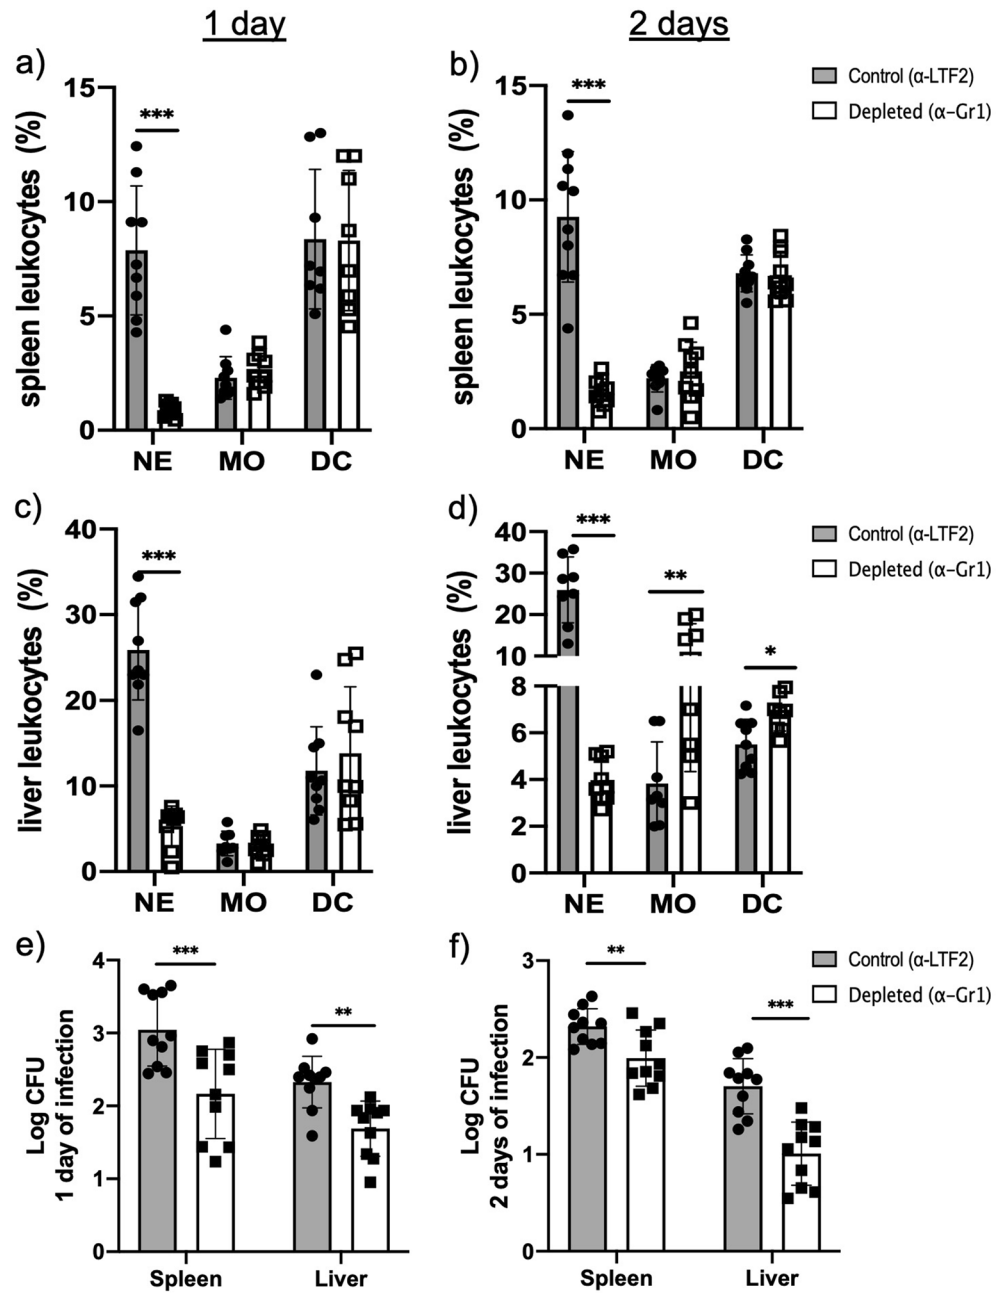 1 day
2 days
a)
15
10
5
0
spleen leukocytes (%)
***
NE
MO
DC
b)
15
10
5
0
spleen leukocytes (%)
***
NE
MO
DC
Control (α-LTF2)
Depleted (α-Gr1)
c)
40
30
20
10
0
liver leukocytes (%)
***
NE
MO
DC
d)
40
30
20
10
8
6
4
2
0
liver leukocytes (%)
***
**
*
NE
MO
DC
Control (α-LTF2)
Depleted (α-Gr1)
e)
4
3
2
1
0
Log CFU
1 day of infection
***
**
Spleen
Liver
f)
3
2
1
0
Log CFU
2 days of infection
**
***
Spleen
Liver
Control (α-LTF2)
Depleted (α-Gr1)